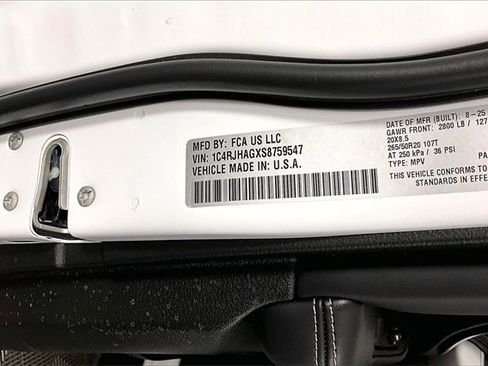 MFD BY: FCA US LLC
VIN: 1C4RJHAGXS8759547
VEHICLE MADE IN: U.S.A.
DATE OF MFR (BUILT): 8-25
GAWR FRONT: 2800 LB / 127
20X8.5
265/50R20 107T
AT 250 kPa / 36 PSI
TYPE: MPV
PA
THIS VEHICLE CONFORMS TO
STANDARDS IN EFFE